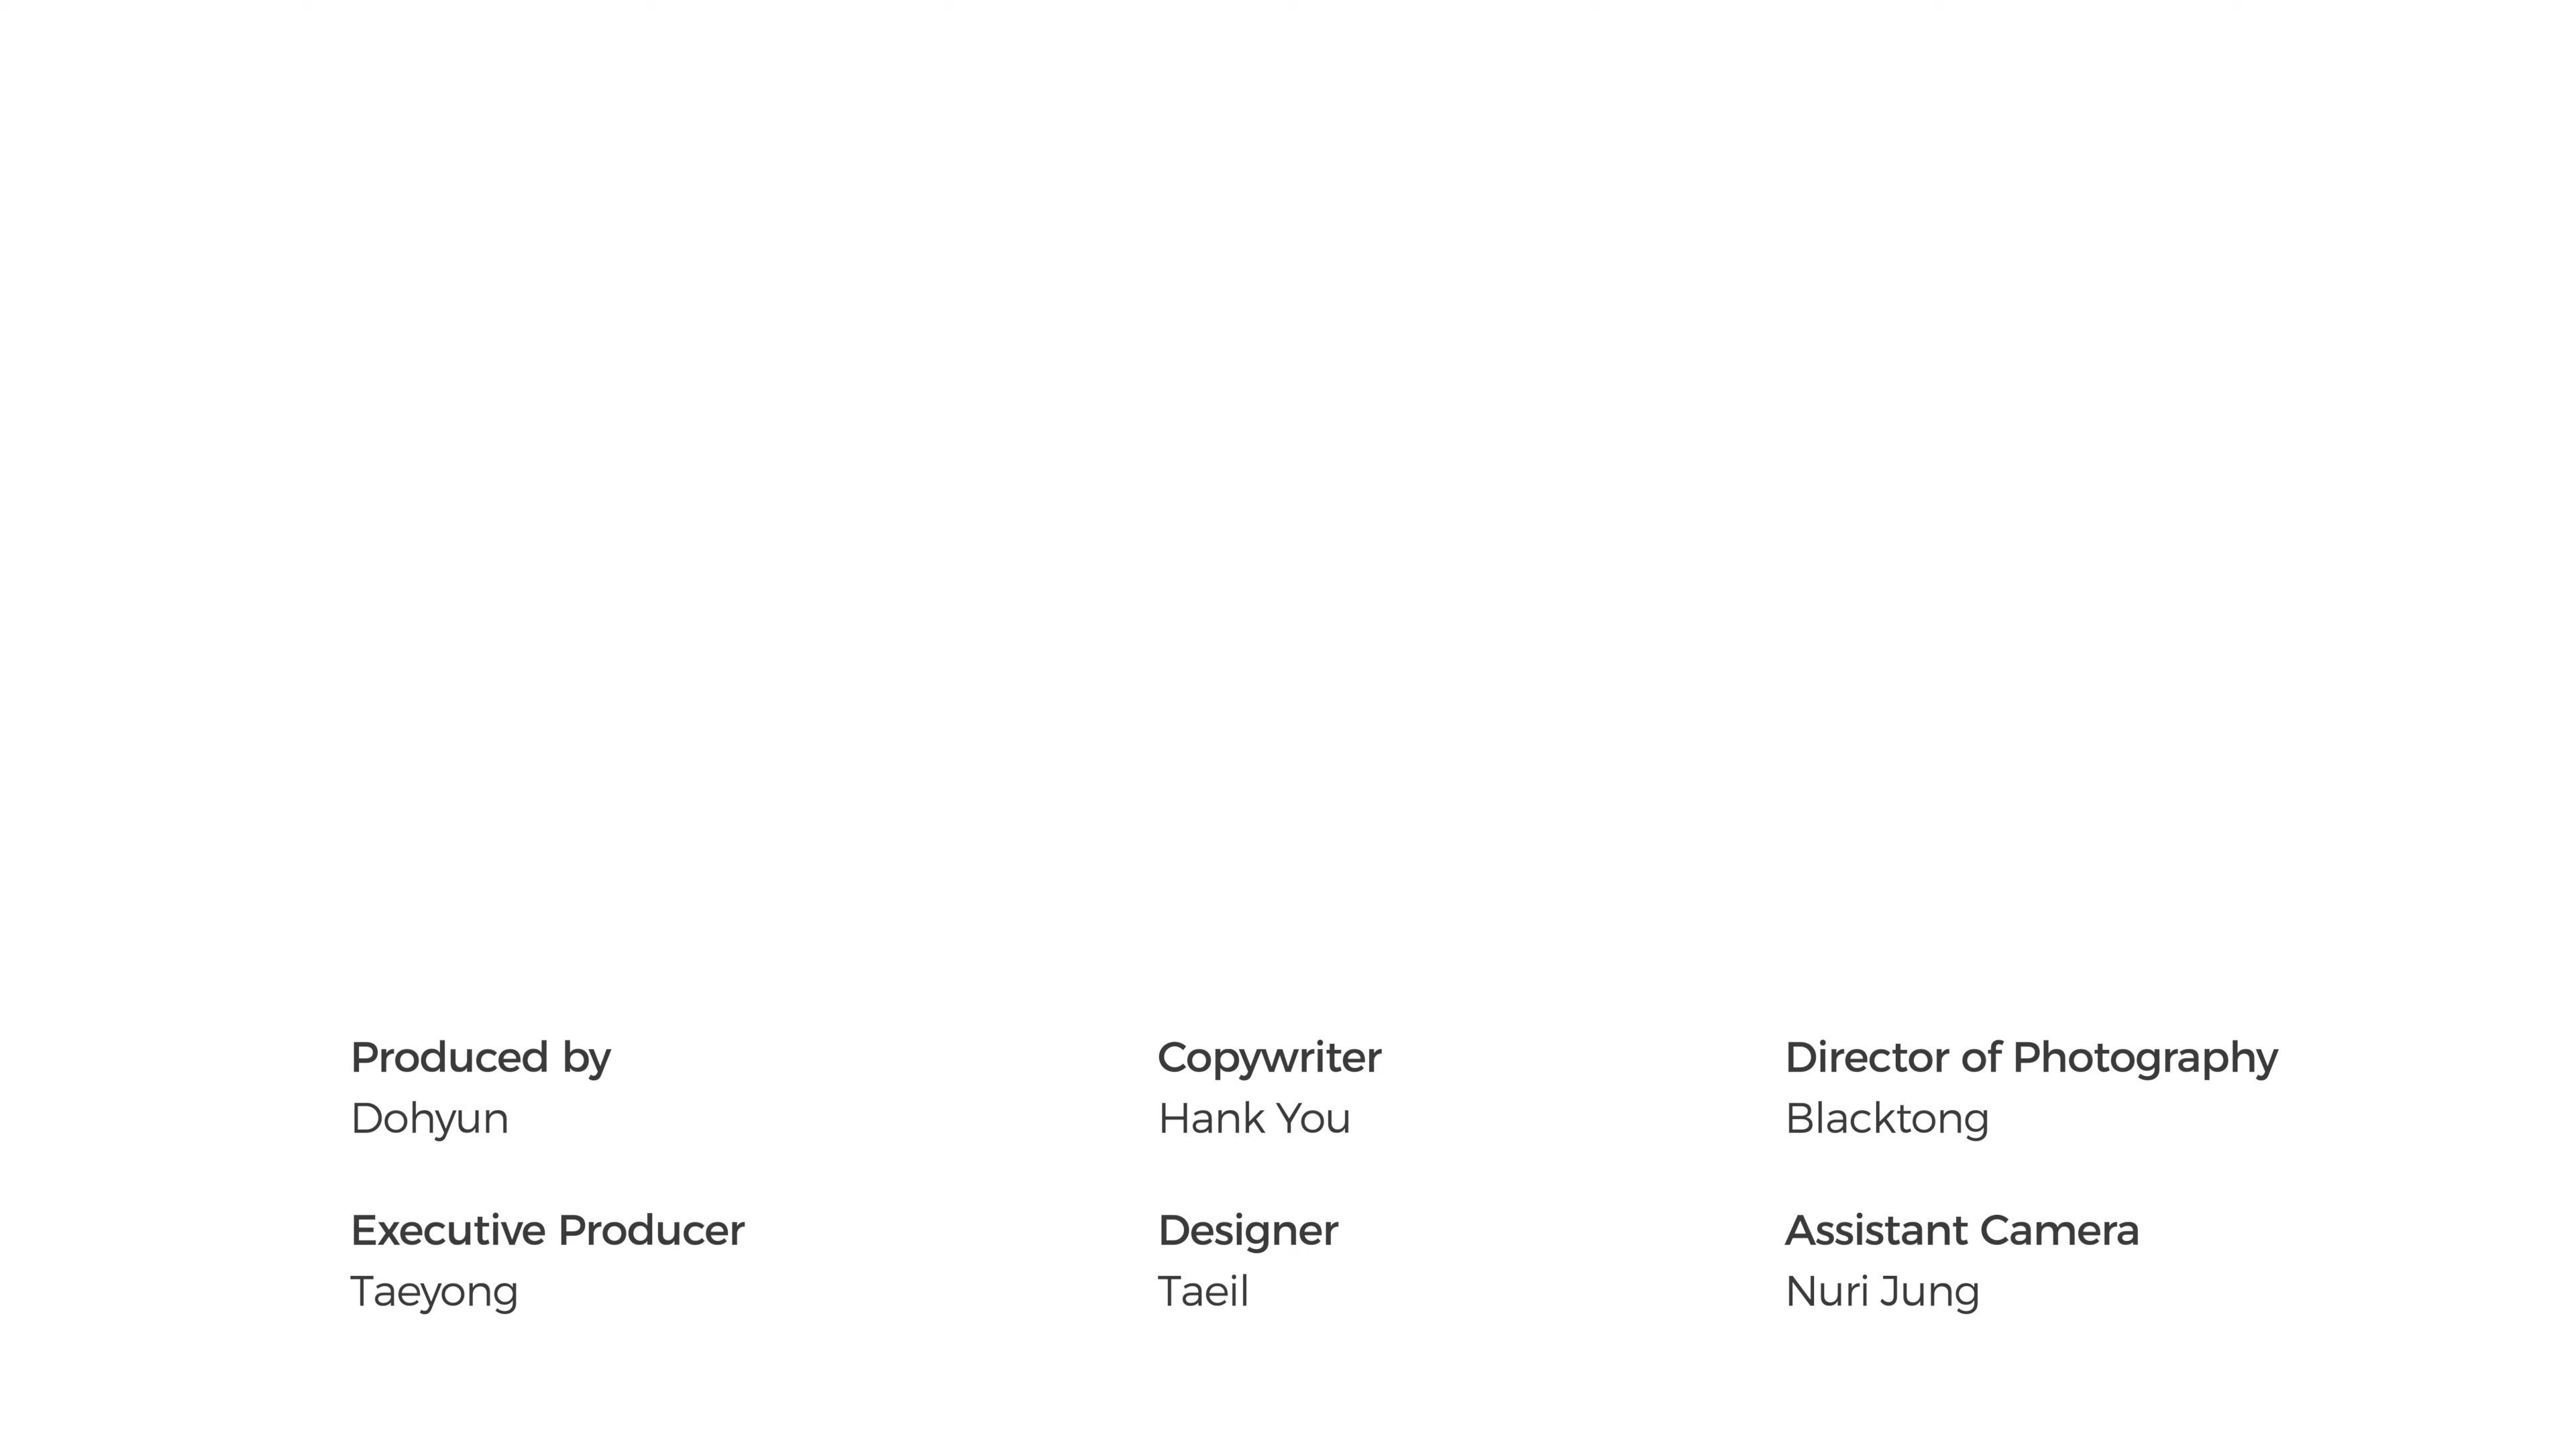 Produced by
Dohyun
Executive Producer
Taeyong
Copywriter
Hank You
Designer
Taeil
Director of Photography
Blacktong
Assistant Camera
Nuri Jung